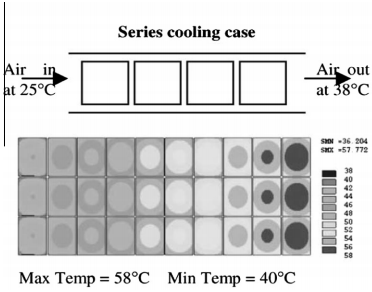 Series cooling case
Air in
at 25°C
Air out
at 38°C
SMN =36.204
SMX =57.772
38
40
42
44
46
48
50
52
54
56
58
Max Temp = 58°C Min Temp = 40°C